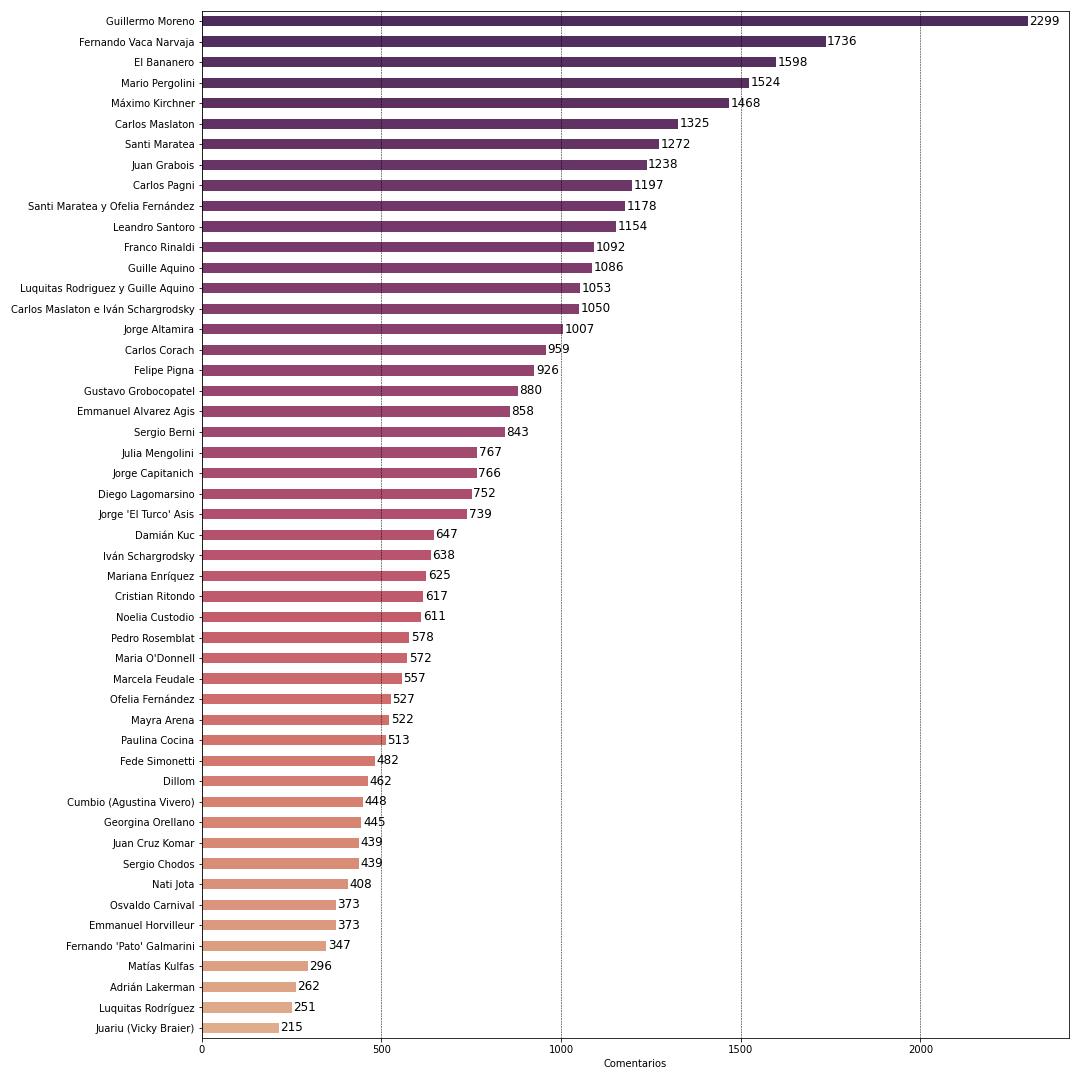 Guillermo Moreno 2299
Fernando Vaca Narvaja 1736
El Bananero 1598
Mario Pergolini 1524
Máximo Kirchner 1468
Carlos Maslaton 1325
Santi Maratea 1272
Juan Grabois 1238
Carlos Pagni 1197
Santi Maratea y Ofelia Fernández 1178
Leandro Santoro 1154
Franco Rinaldi 1092
Guille Aquino 1086
Luquitas Rodriguez y Guille Aquino 1053
Carlos Maslaton e Iván Schargrodsky 1050
Jorge Altamira 1007
Carlos Corach 959
Felipe Pigna 926
Gustavo Grobocopatel 880
Emmanuel Alvarez Agis 858
Sergio Berni 843
Julia Mengolini 767
Jorge Capitanich 766
Diego Lagomarsino 752
Jorge 'El Turco' Asis 739
Damián Kuc 647
Iván Schargrodsky 638
Mariana Enríquez 625
Cristian Ritondo 617
Noelia Custodio 611
Pedro Rosemblat 578
Maria O'Donnell 572
Marcela Feudale 557
Ofelia Fernández 527
Mayra Arena 522
Paulina Cocina 513
Fede Simonetti 482
Dillom 462
Cumbio (Agustina Vivero) 448
Georgina Orellano 445
Juan Cruz Komar 439
Sergio Chodos 439
Nati Jota 408
Osvaldo Carnival 373
Emmanuel Horvilleur 373
Fernando 'Pato' Galmarini 347
Matías Kulfas 296
Adrián Lakerman 262
Luquitas Rodríguez 251
Juariu (Vicky Braier) 215
0 500 1000 1500 2000
Comentarios